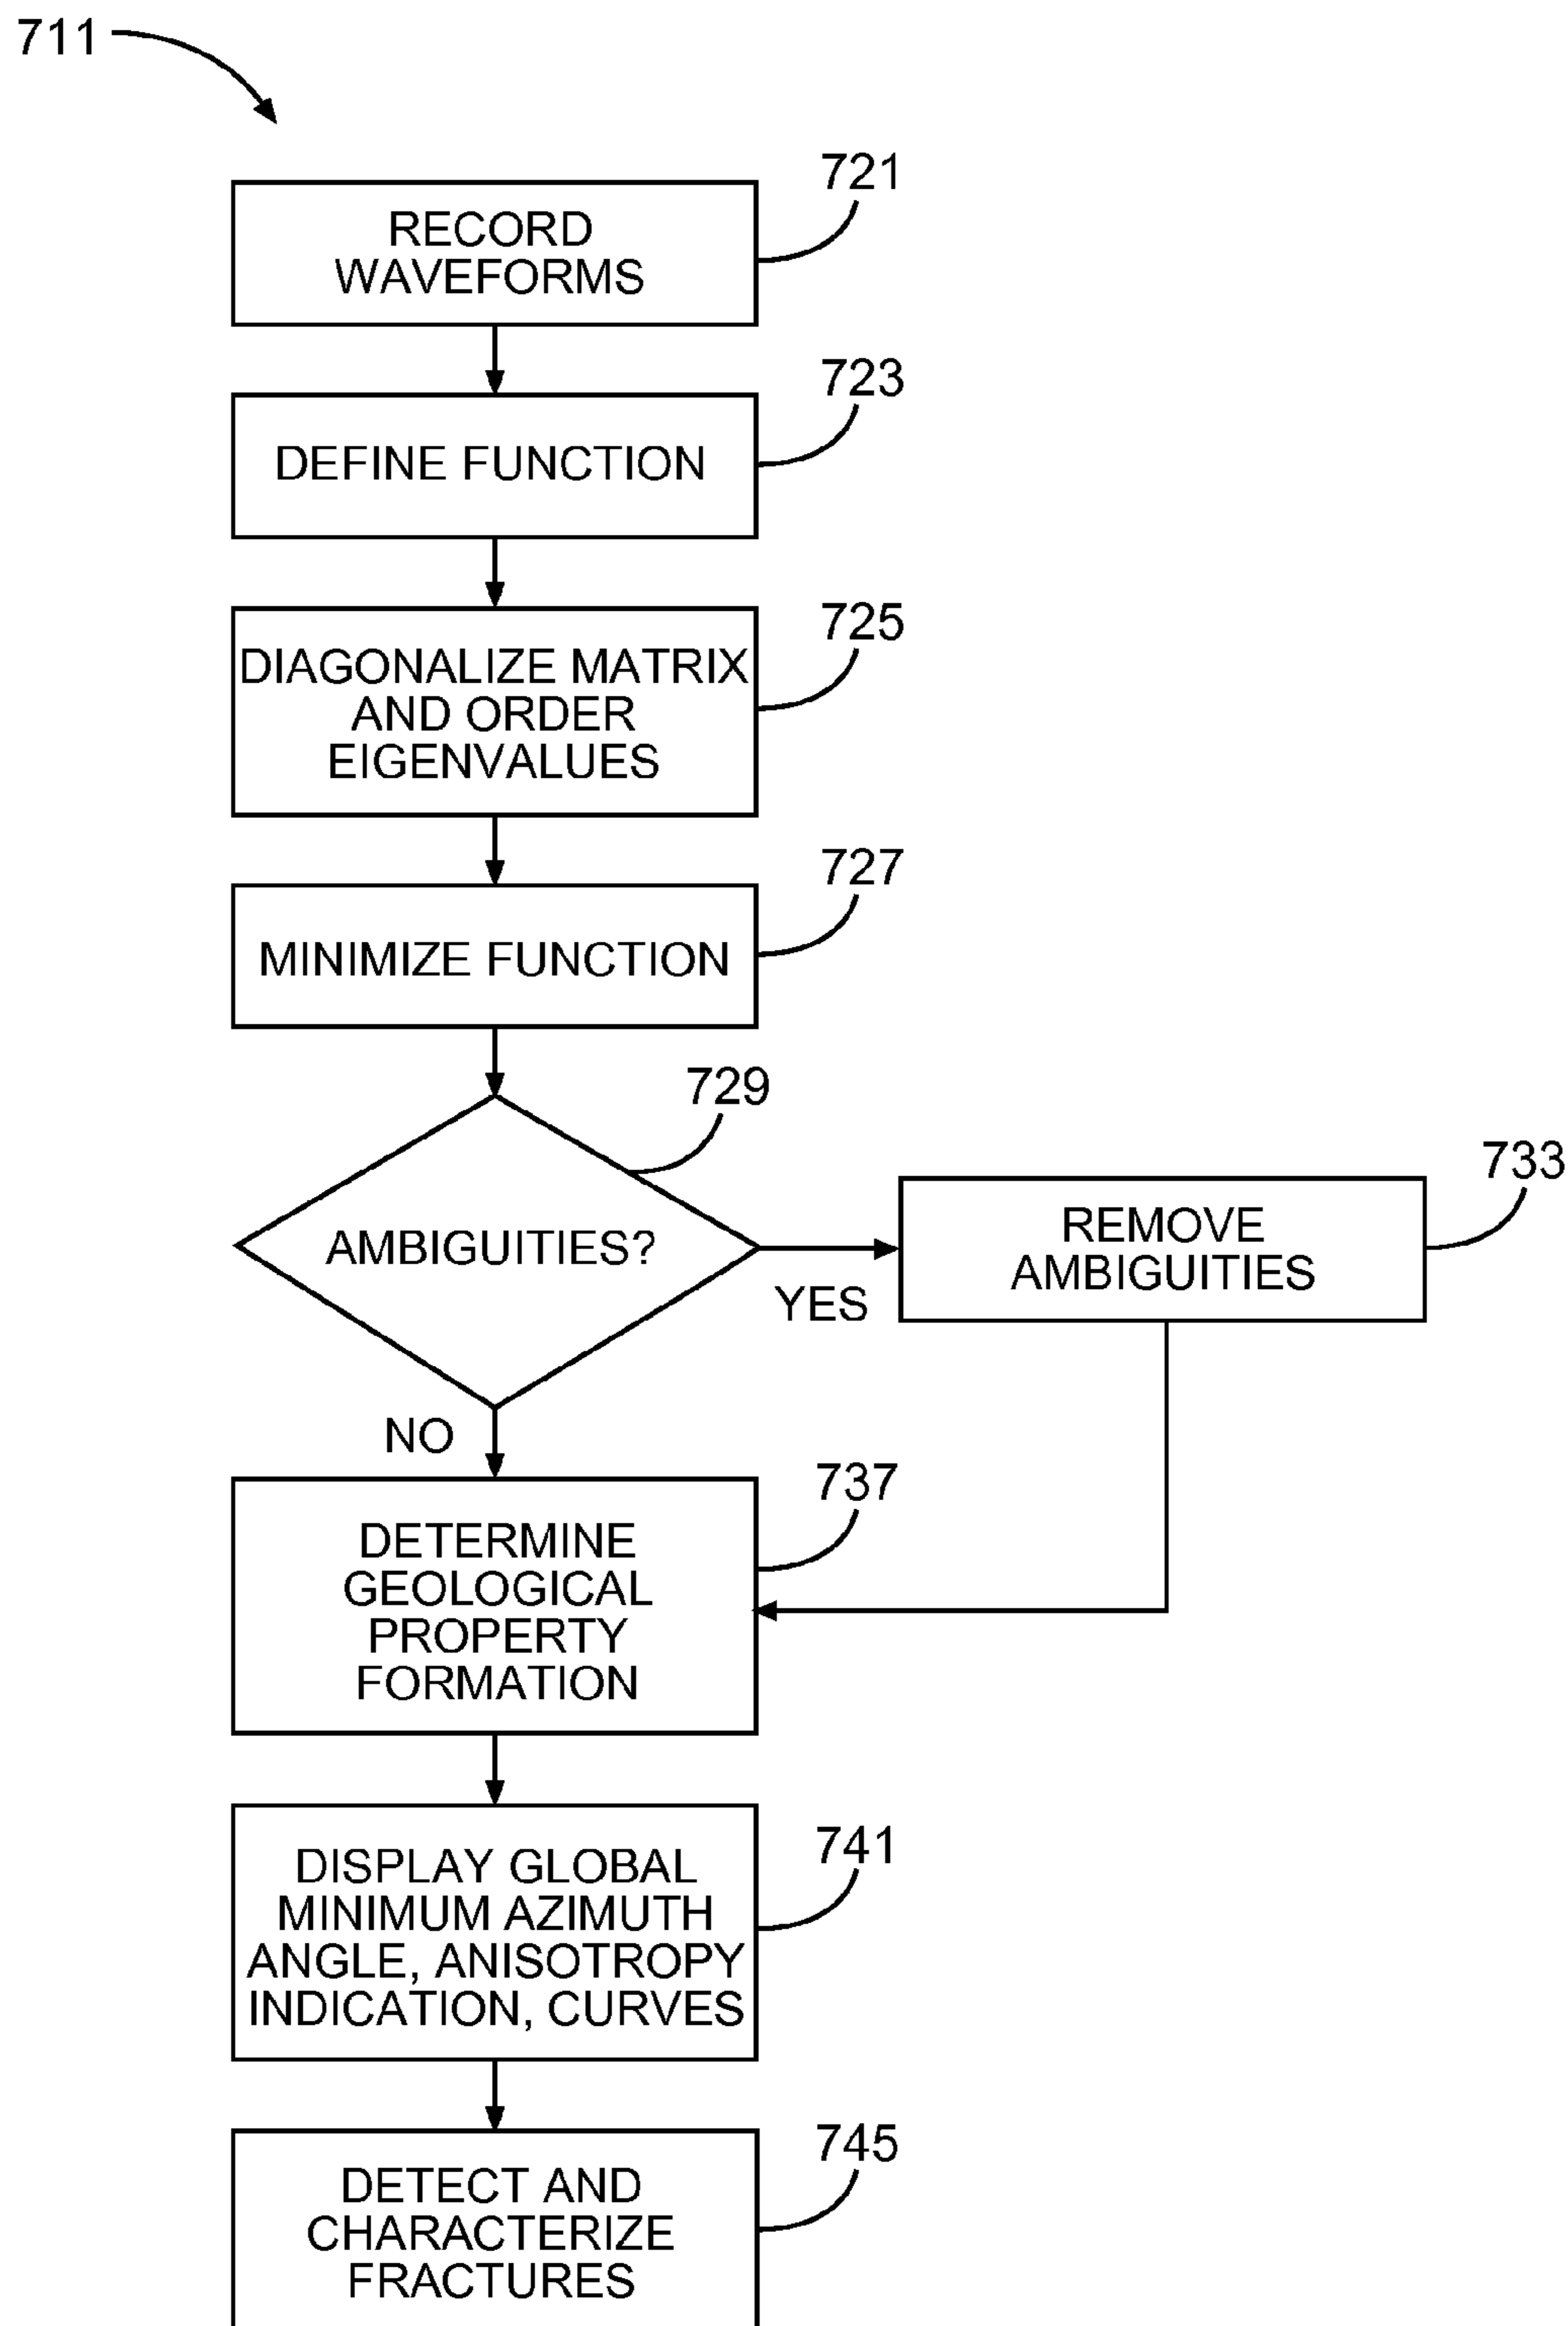 711
721
RECORD
WAVEFORMS
723
DEFINE FUNCTION
725
DIAGONALIZE MATRIX
AND ORDER
EIGENVALUES
727
MINIMIZE FUNCTION
729
AMBIGUITIES?
YES
733
REMOVE
AMBIGUITIES
NO
737
DETERMINE
GEOLOGICAL
PROPERTY
FORMATION
741
DISPLAY GLOBAL
MINIMUM AZIMUTH
ANGLE, ANISOTROPY
INDICATION, CURVES
745
DETECT AND
CHARACTERIZE
FRACTURES